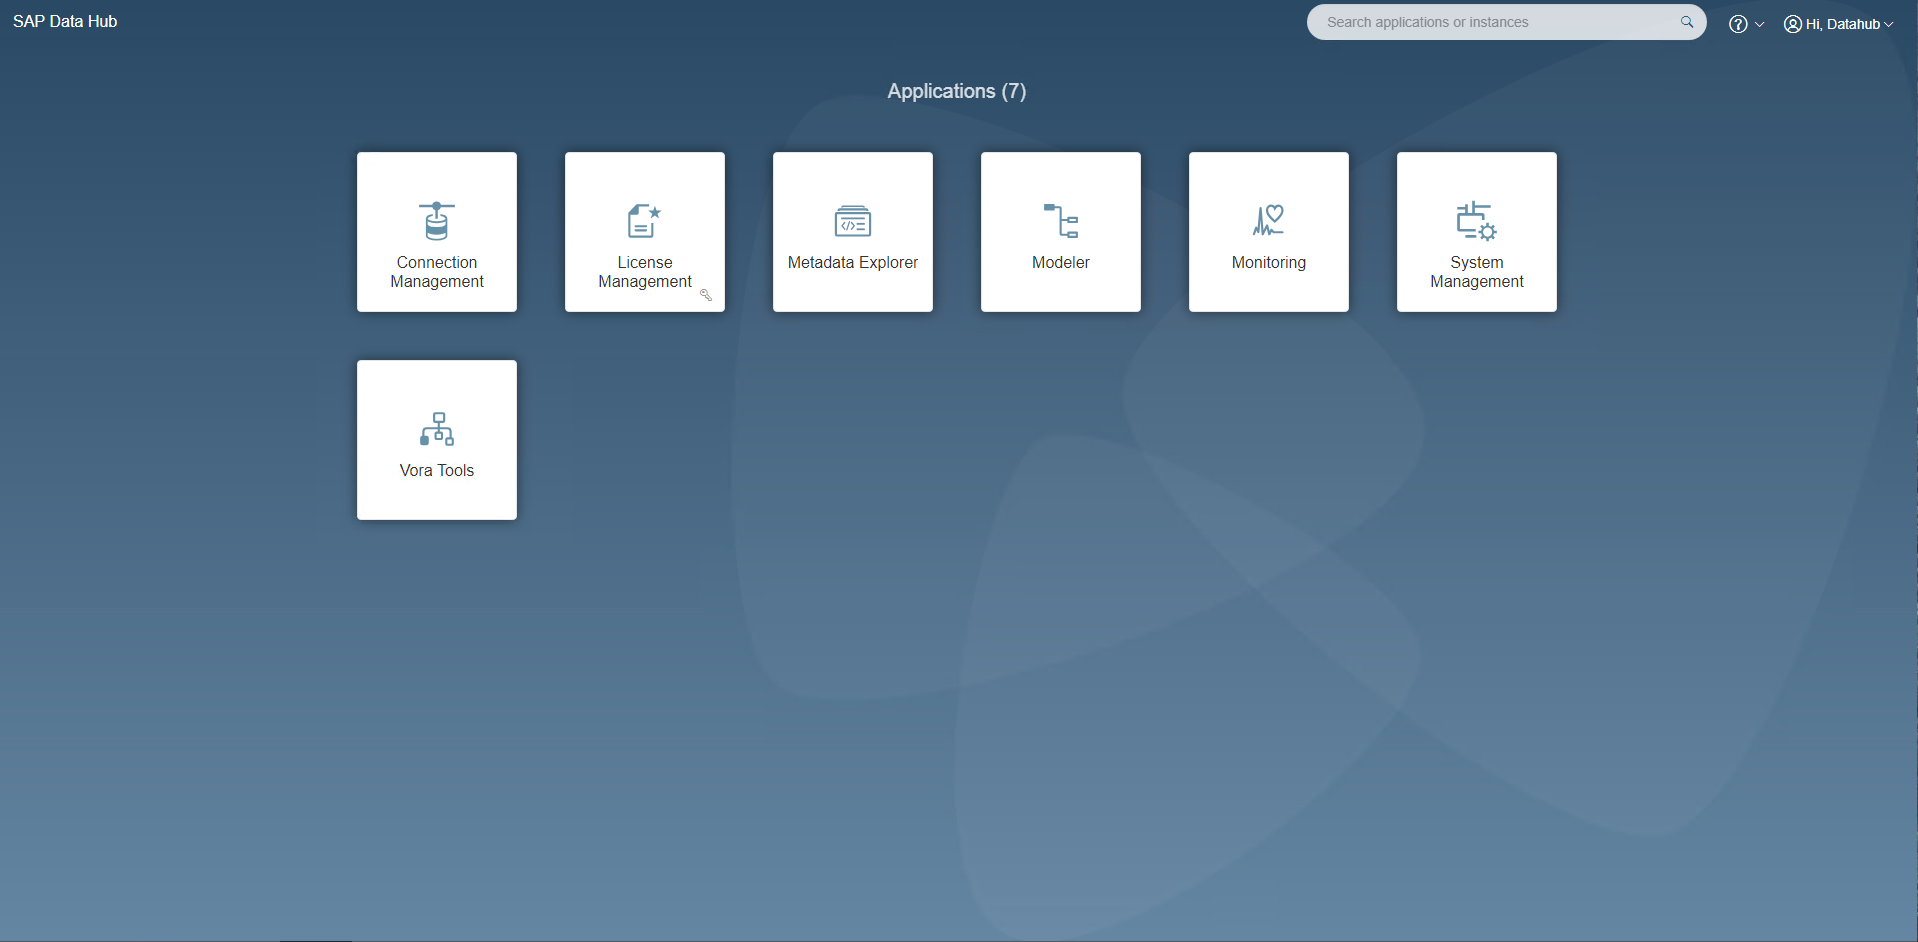 SAP Data Hub
Search applications or instances
Hi, Datahub
Applications (7)
Connection
Management
License
Management
Metadata Explorer
Modeler
Monitoring
System
Management
Vora Tools